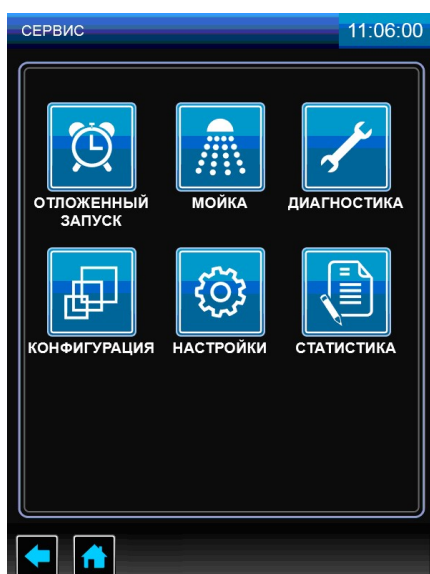 СЕРВИС
11:06:00
ОТЛОЖЕННЫЙ
ЗАПУСК
МОЙКА
ДИАГНОСТИКА
КОНФИГУРАЦИЯ
НАСТРОЙКИ
СТАТИСТИКА